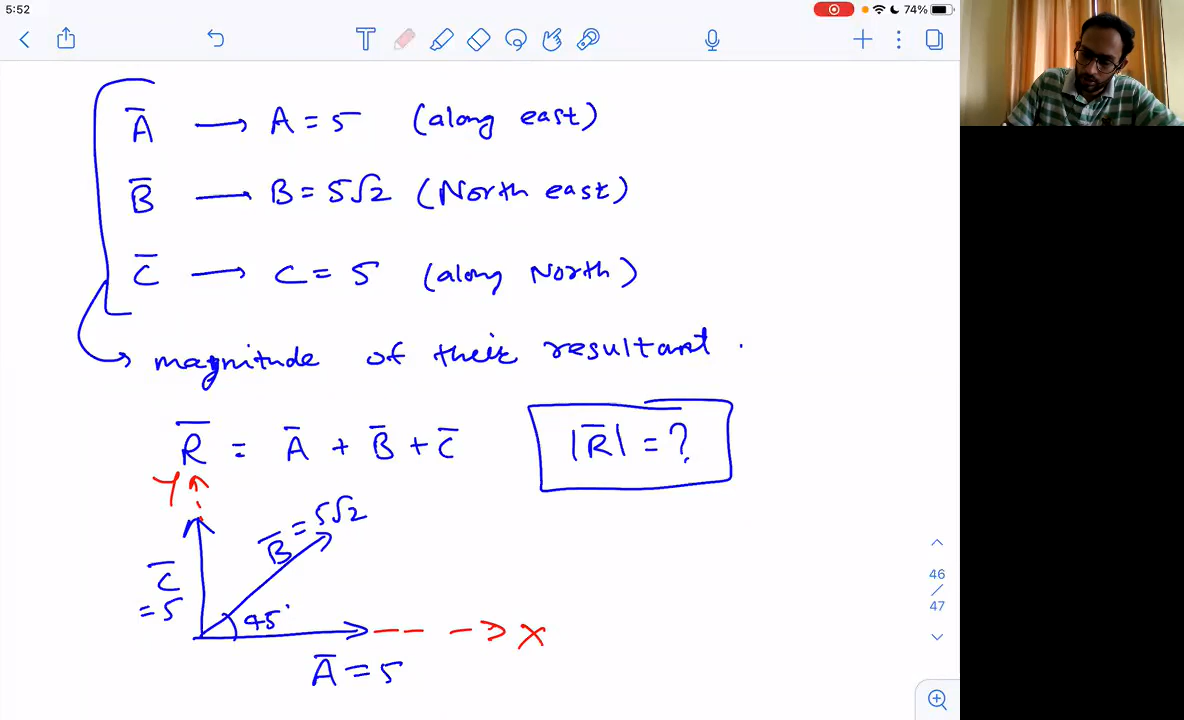 5:52
74%
T
A̅ → A = 5 (along east)
B̅ → B = 5√2 (North east)
C̅ → C = 5 (along North)
→ magnitude of their resultant .
R̅ = A̅ + B̅ + C̅
|R̅| = ?
Y
B̅ = 5√2
C̅
= 5
45°
X
A̅ = 5
46
/
47